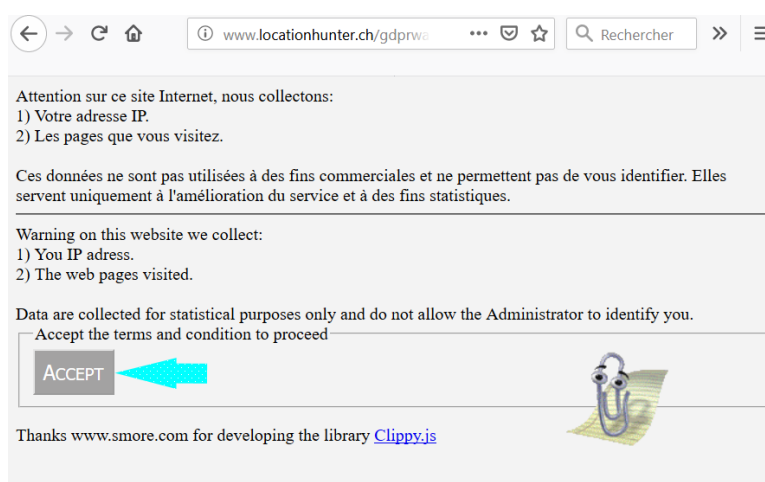 www.locationhunter.ch/gdprwa
Rechercher
Attention sur ce site Internet, nous collectons:
1) Votre adresse IP.
2) Les pages que vous visitez.
Ces données ne sont pas utilisées à des fins commerciales et ne permettent pas de vous identifier. Elles
servent uniquement à l'amélioration du service et à des fins statistiques.
Warning on this website we collect:
1) You IP adress.
2) The web pages visited.
Data are collected for statistical purposes only and do not allow the Administrator to identify you.
Accept the terms and condition to proceed
ACCEPT
Thanks www.smore.com for developing the library Clippy.js